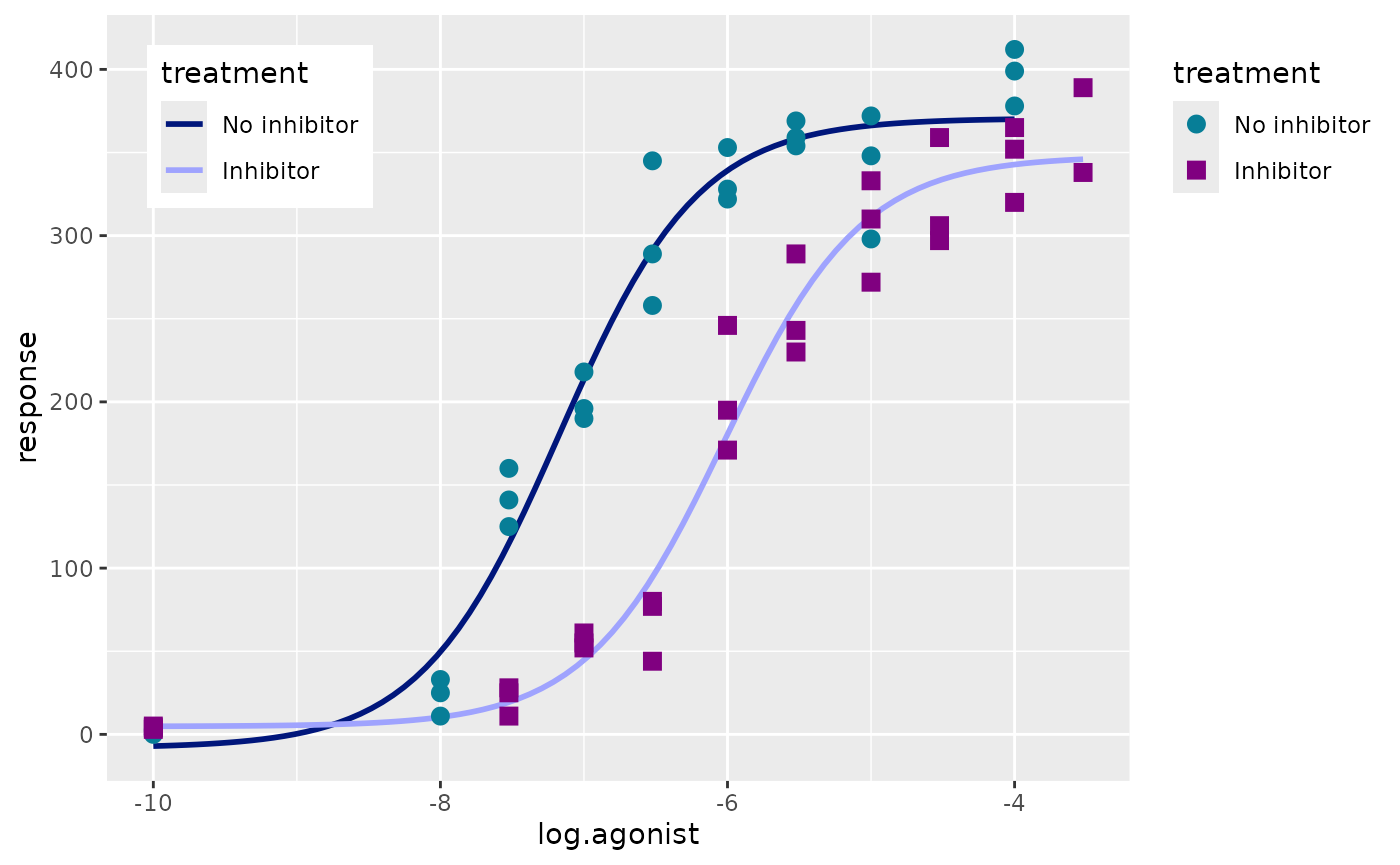 treatment
No inhibitor
Inhibitor
treatment
No inhibitor
Inhibitor
response
400
300
200
100
0
-10
-8
-6
-4
log.agonist